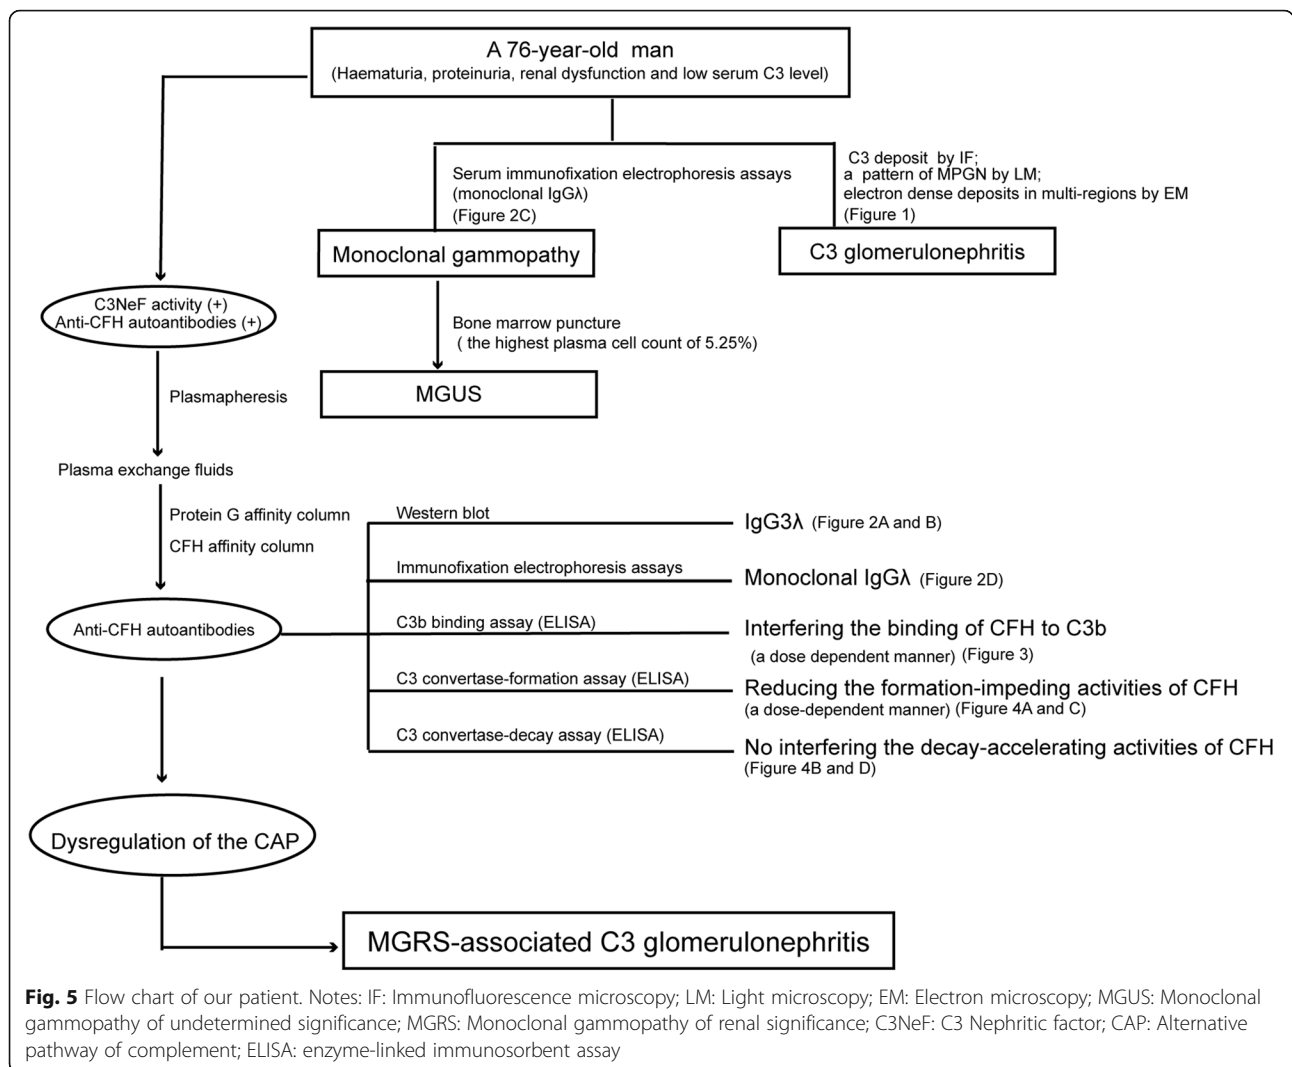 A 76-year-old man
(Haematuria, proteinuria, renal dysfunction and low serum C3 level)
Serum immunofixation electrophoresis assays
(monoclonal IgGλ)
(Figure 2C)
C3 deposit by IF;
a pattern of MPGN by LM;
electron dense deposits in multi-regions by EM
(Figure 1)
Monoclonal gammopathy
C3 glomerulonephritis
C3NeF activity (+)
Anti-CFH autoantibodies (+)
Bone marrow puncture
( the highest plasma cell count of 5.25%)
MGUS
Plasmapheresis
Plasma exchange fluids
Protein G affinity column
CFH affinity column
Anti-CFH autoantibodies
Western blot
IgG3λ (Figure 2A and B)
Immunofixation electrophoresis assays
Monoclonal IgGλ (Figure 2D)
C3b binding assay (ELISA)
Interfering the binding of CFH to C3b
(a dose dependent manner) (Figure 3)
C3 convertase-formation assay (ELISA)
Reducing the formation-impeding activities of CFH
(a dose-dependent manner) (Figure 4A and C)
C3 convertase-decay assay (ELISA)
No interfering the decay-accelerating activities of CFH
(Figure 4B and D)
Dysregulation of the CAP
MGRS-associated C3 glomerulonephritis
Fig. 5 Flow chart of our patient. Notes: IF: Immunofluorescence microscopy; LM: Light microscopy; EM: Electron microscopy; MGUS: Monoclonal
gammopathy of undetermined significance; MGRS: Monoclonal gammopathy of renal significance; C3NeF: C3 Nephritic factor; CAP: Alternative
pathway of complement; ELISA: enzyme-linked immunosorbent assay